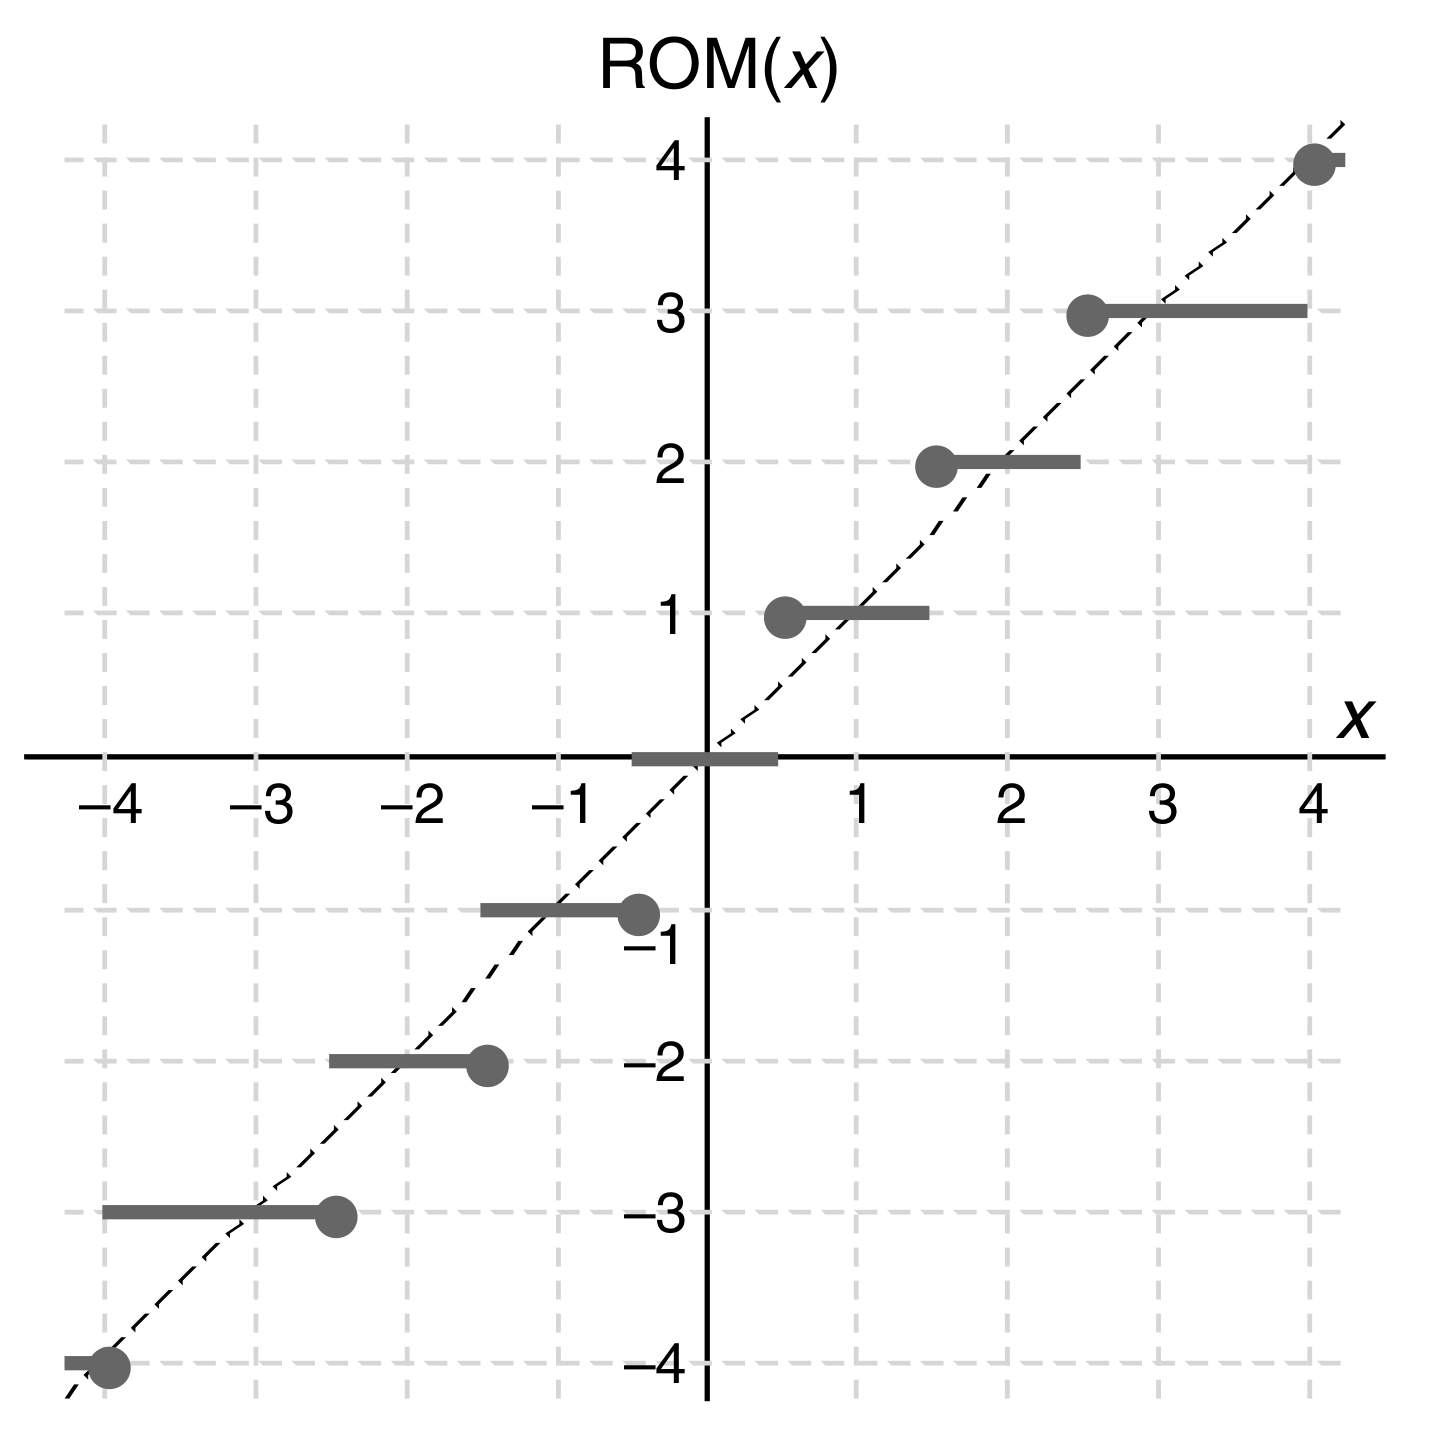 ROM(x)
4
3
2
1
x
–4 –3 –2 –1 1 2 3 4
–1
–2
–3
–4